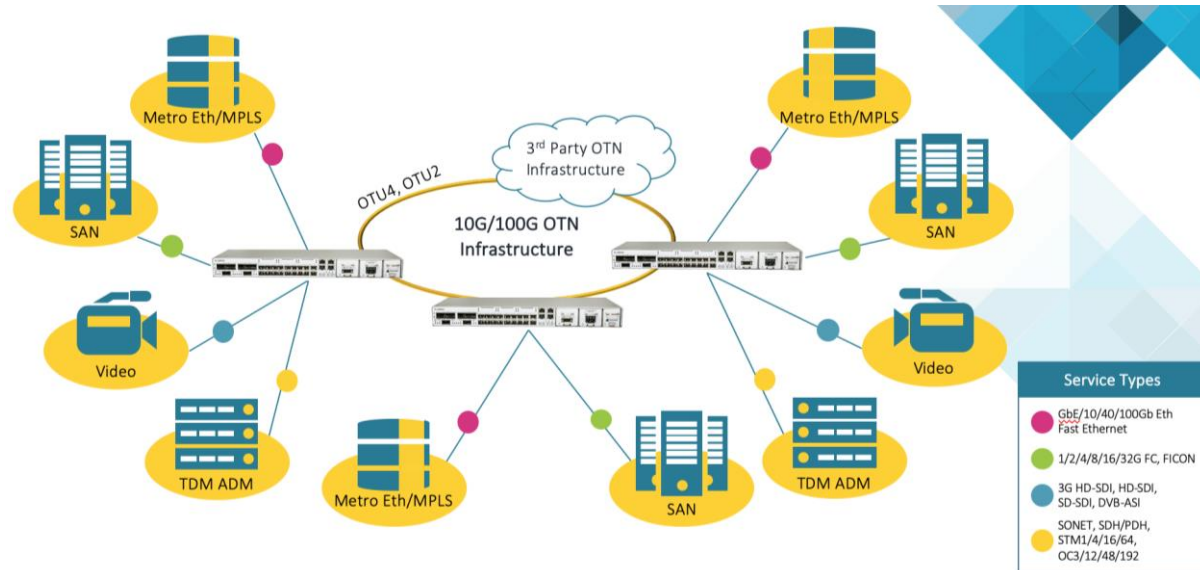 Metro Eth/MPLS
Metro Eth/MPLS
SAN
3rd Party OTN
Infrastructure
OTU4, OTU2
10G/100G OTN
Infrastructure
SAN
Video
Video
TDM ADM
Metro Eth/MPLS
SAN
TDM ADM
Service Types
GbE/10/40/100Gb Eth
Fast Ethernet
1/2/4/8/16/32G FC, FICON
3G HD-SDI, HD-SDI,
SD-SDI, DVB-ASI
SONET, SDH/PDH,
STM1/4/16/64,
OC3/12/48/192